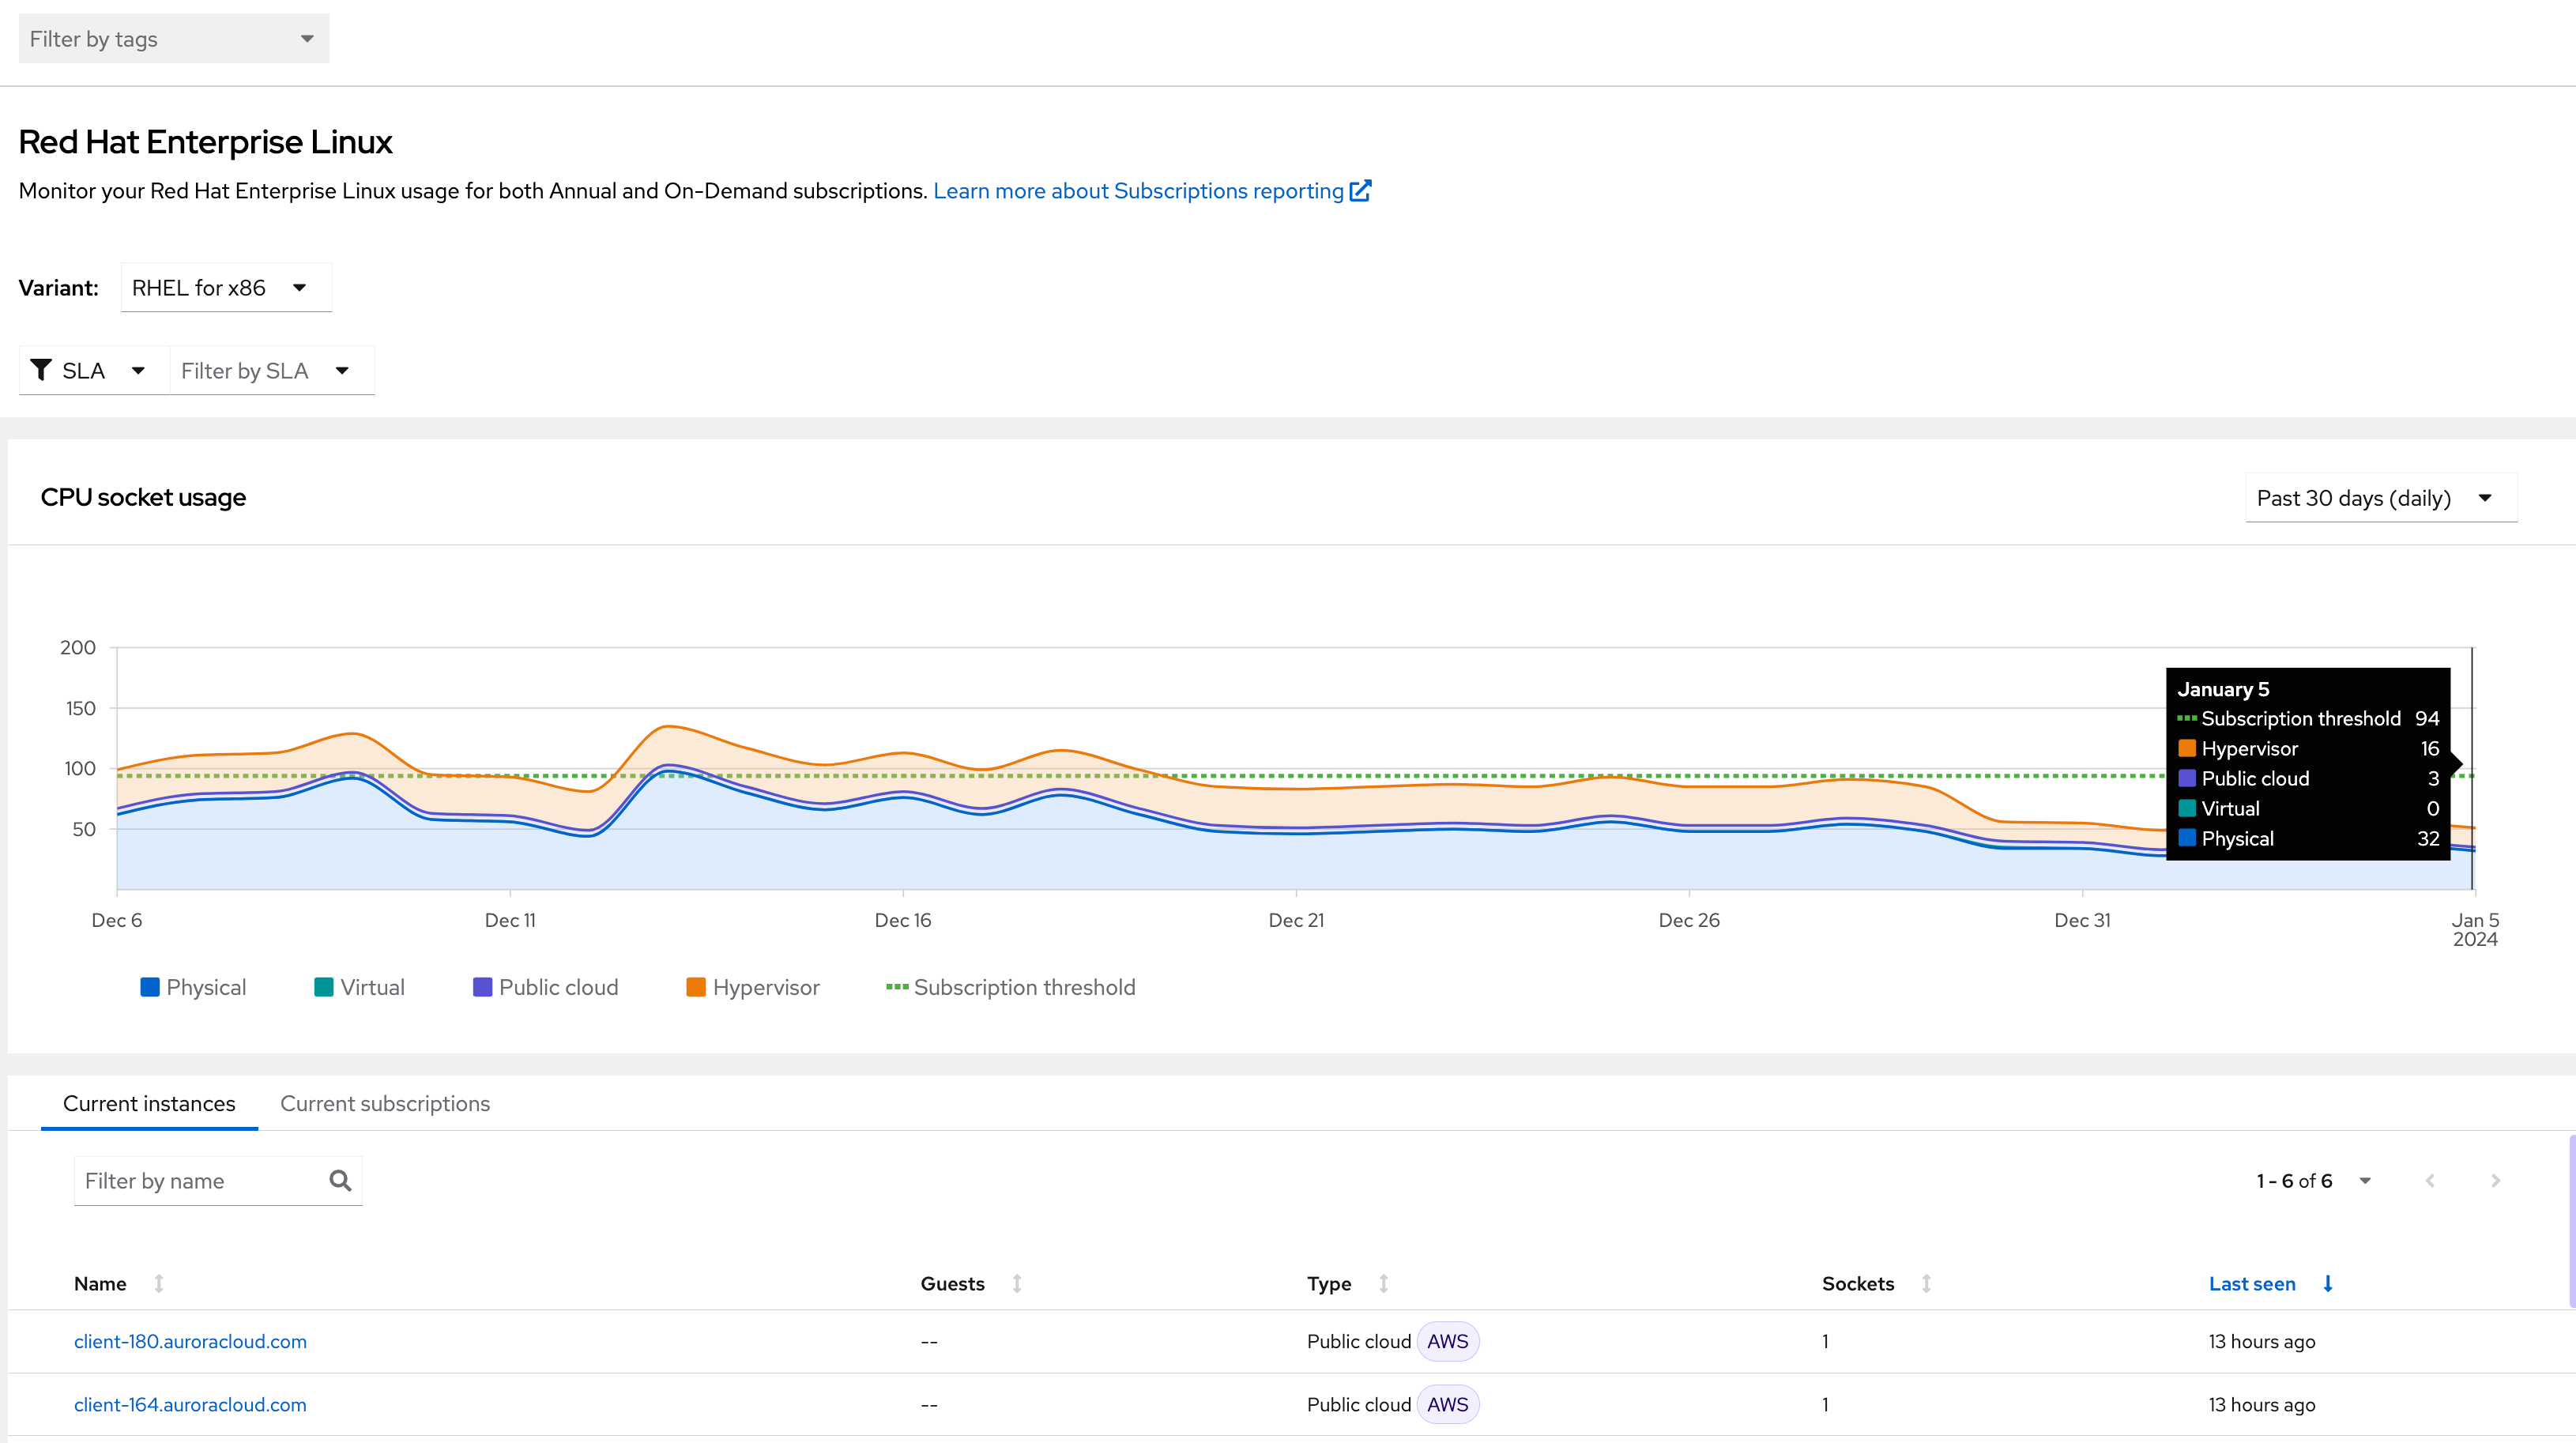 Filter by tags
Red Hat Enterprise Linux
Monitor your Red Hat Enterprise Linux usage for both Annual and On-Demand subscriptions. Learn more about Subscriptions reporting
Variant: RHEL for x86
SLA Filter by SLA
CPU socket usage
Past 30 days (daily)
200
150
100
50
January 5
Subscription threshold 94
Hypervisor 16
Public cloud 3
Virtual 0
Physical 32
Dec 6 Dec 11 Dec 16 Dec 21 Dec 26 Dec 31 Jan 5
2024
Physical Virtual Public cloud Hypervisor Subscription threshold
Current instances Current subscriptions
Filter by name
1 - 6 of 6
Name Guests Type Sockets Last seen
client-180.auroracloud.com -- Public cloud AWS 1 13 hours ago
client-164.auroracloud.com -- Public cloud AWS 1 13 hours ago